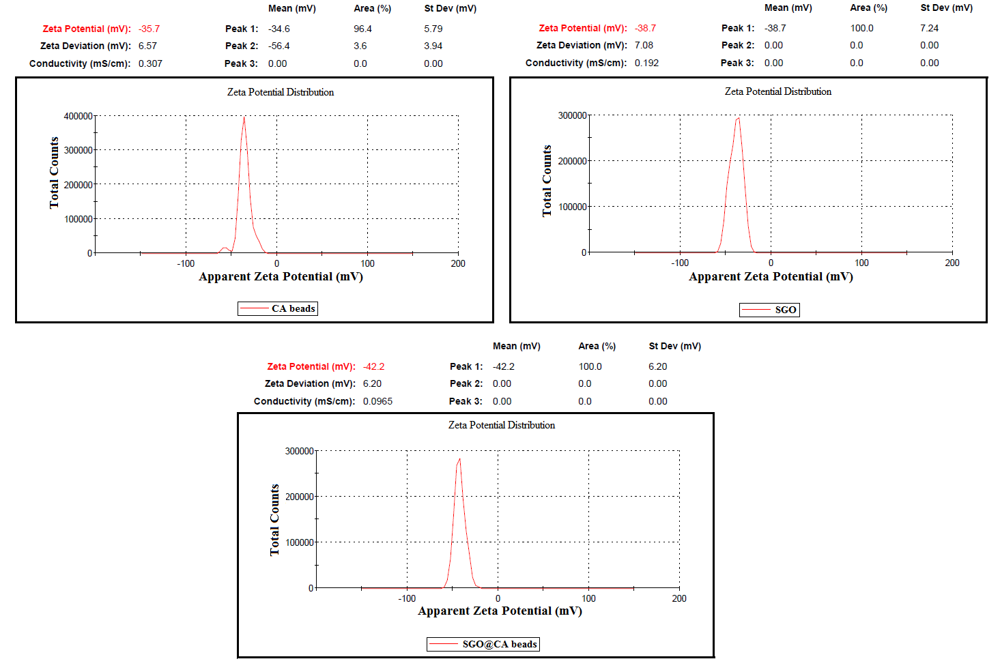 Mean (mV) Area (%) St Dev (mV)
Zeta Potential (mV): -35.7 Peak 1: -34.6 96.4 5.79
Zeta Deviation (mV): 6.57 Peak 2: -56.4 3.6 3.94
Conductivity (mS/cm): 0.307 Peak 3: 0.00 0.0 0.00
Zeta Potential Distribution
400000
300000
200000
100000
0
Total Counts
-100 0 100 200
Apparent Zeta Potential (mV)
CA beads
Mean (mV) Area (%) St Dev (mV)
Zeta Potential (mV): -38.7 Peak 1: -38.7 100.0 7.24
Zeta Deviation (mV): 7.08 Peak 2: 0.00 0.0 0.00
Conductivity (mS/cm): 0.192 Peak 3: 0.00 0.0 0.00
Zeta Potential Distribution
300000
200000
100000
0
Total Counts
-100 0 100 200
Apparent Zeta Potential (mV)
SGO
Mean (mV) Area (%) St Dev (mV)
Zeta Potential (mV): -42.2 Peak 1: -42.2 100.0 6.20
Zeta Deviation (mV): 6.20 Peak 2: 0.00 0.0 0.00
Conductivity (mS/cm): 0.0965 Peak 3: 0.00 0.0 0.00
Zeta Potential Distribution
300000
200000
100000
0
Total Counts
-100 0 100 200
Apparent Zeta Potential (mV)
SGO@CA beads